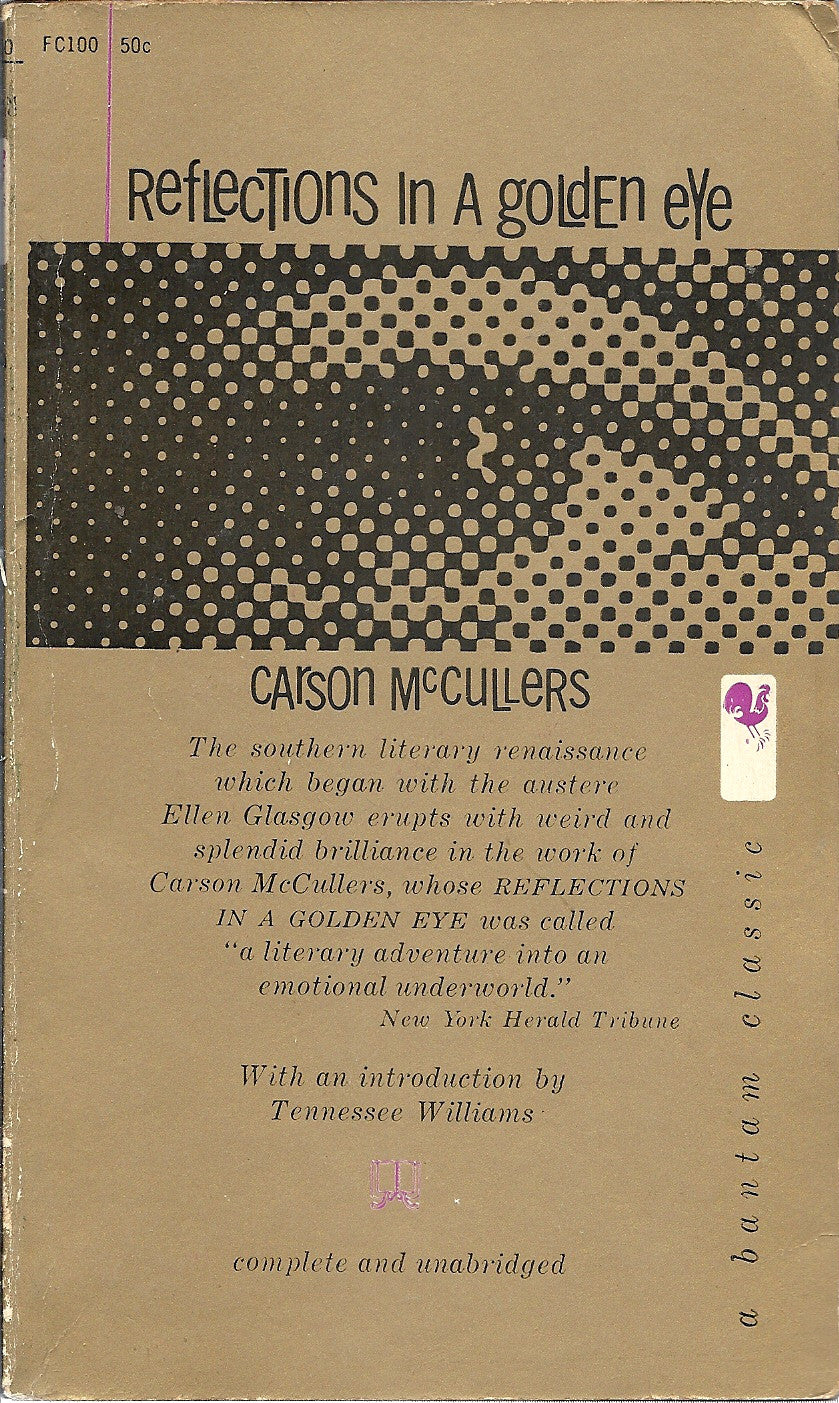 FC100 50c
Reflections In A golden eye
Carson McCullers
The southern literary renaissance
which began with the austere
Ellen Glasgow erupts with weird and
splendid brilliance in the work of
Carson McCullers, whose REFLECTIONS
IN A GOLDEN EYE was called
“a literary adventure into an
emotional underworld.”
New York Herald Tribune
With an introduction by
Tennessee Williams
complete and unabridged
a bantam classic